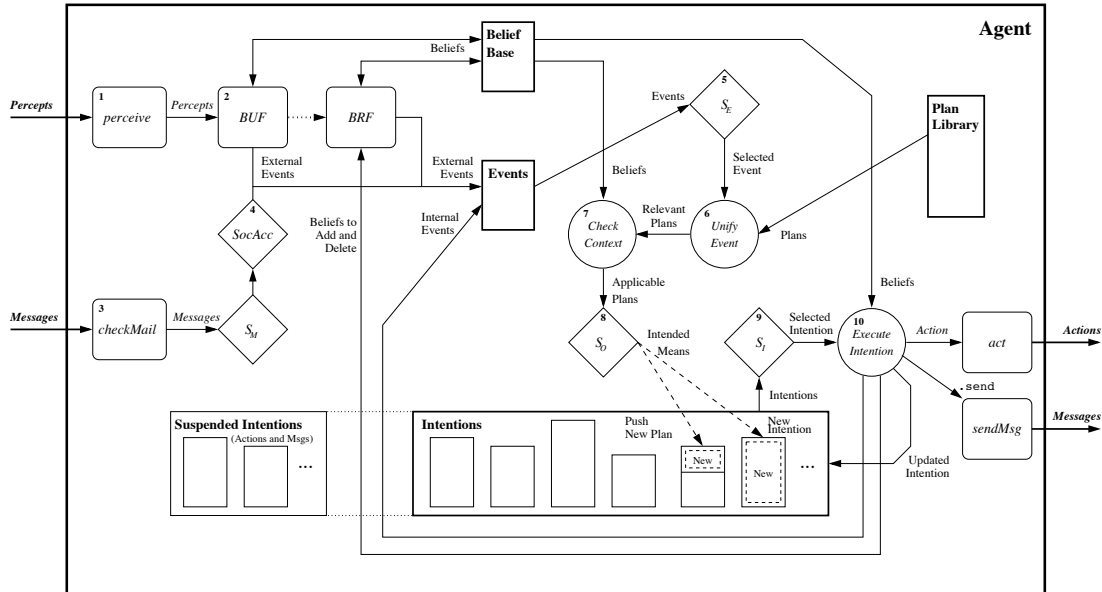 Agent
Belief
Base
Beliefs
Percepts
1
perceive
Percepts
2
BUF
BRF
5
S_E
Events
Plan
Library
External
Events
External
Events
Events
Selected
Event
Beliefs
4
SocAcc
Beliefs to
Add and
Delete
Internal
Events
7
Check
Context
Relevant
Plans
6
Unify
Event
Plans
Applicable
Plans
Beliefs
Messages
3
checkMail
Messages
S_M
8
S_O
Intended
Means
9
S_I
Selected
Intention
10
Execute
Intention
Action
act
Actions
.send
sendMsg
Messages
Intentions
Suspended Intentions
(Actions and Msgs)
...
Intentions
Push
New Plan
New
Intention
New
New
...
Updated
Intention